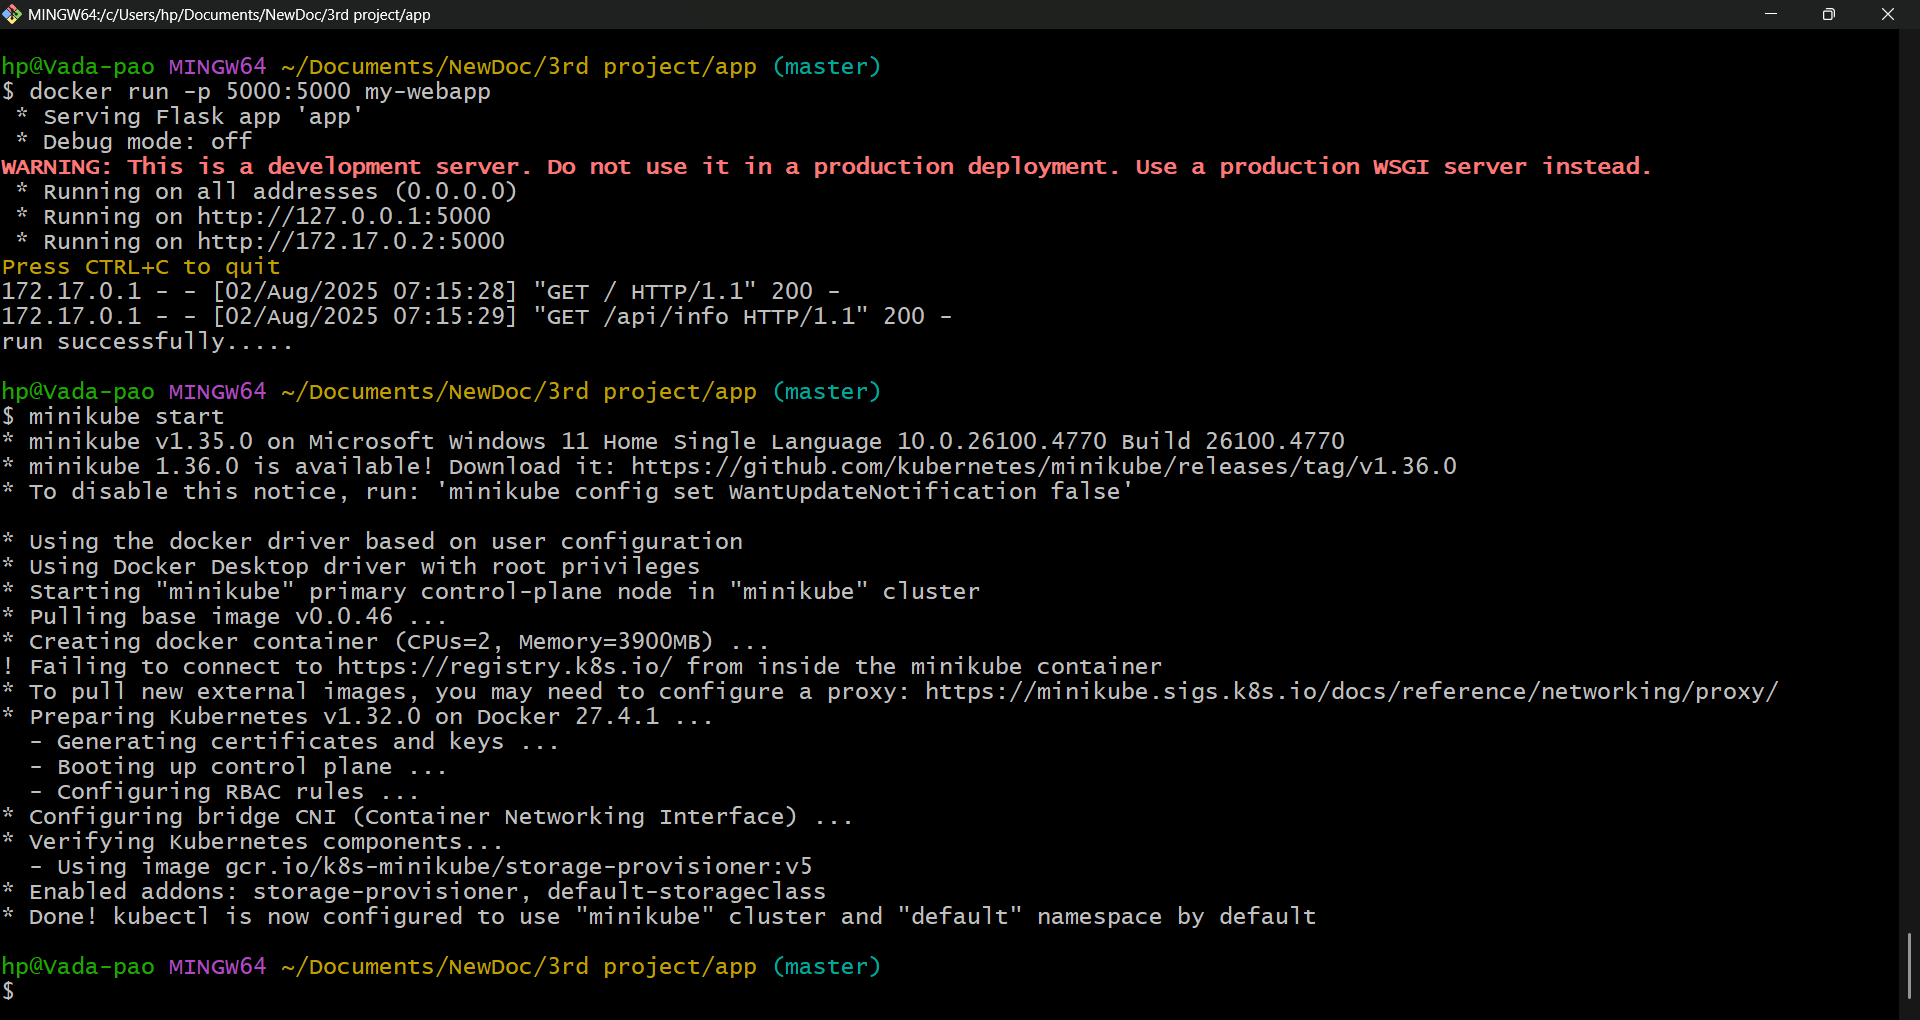 MINGW64:/c/Users/hp/Documents/NewDoc/3rd project/app
hp@Vada-pao MINGW64 ~/Documents/NewDoc/3rd project/app (master)
$ docker run -p 5000:5000 my-webapp
 * Serving Flask app 'app'
 * Debug mode: off
WARNING: This is a development server. Do not use it in a production deployment. Use a production WSGI server instead.
 * Running on all addresses (0.0.0.0)
 * Running on http://127.0.0.1:5000
 * Running on http://172.17.0.2:5000
Press CTRL+C to quit
172.17.0.1 - - [02/Aug/2025 07:15:28] "GET / HTTP/1.1" 200 -
172.17.0.1 - - [02/Aug/2025 07:15:29] "GET /api/info HTTP/1.1" 200 -
run successfully.....
hp@Vada-pao MINGW64 ~/Documents/NewDoc/3rd project/app (master)
$ minikube start
* minikube v1.35.0 on Microsoft Windows 11 Home Single Language 10.0.26100.4770 Build 26100.4770
* minikube 1.36.0 is available! Download it: https://github.com/kubernetes/minikube/releases/tag/v1.36.0
* To disable this notice, run: 'minikube config set WantUpdateNotification false'
* Using the docker driver based on user configuration
* Using Docker Desktop driver with root privileges
* Starting "minikube" primary control-plane node in "minikube" cluster
* Pulling base image v0.0.46 ...
* Creating docker container (CPUs=2, Memory=3900MB) ...
! Failing to connect to https://registry.k8s.io/ from inside the minikube container
* To pull new external images, you may need to configure a proxy: https://minikube.sigs.k8s.io/docs/reference/networking/proxy/
* Preparing Kubernetes v1.32.0 on Docker 27.4.1 ...
  - Generating certificates and keys ...
  - Booting up control plane ...
  - Configuring RBAC rules ...
* Configuring bridge CNI (Container Networking Interface) ...
* Verifying Kubernetes components...
  - Using image gcr.io/k8s-minikube/storage-provisioner:v5
* Enabled addons: storage-provisioner, default-storageclass
* Done! kubectl is now configured to use "minikube" cluster and "default" namespace by default
hp@Vada-pao MINGW64 ~/Documents/NewDoc/3rd project/app (master)
$